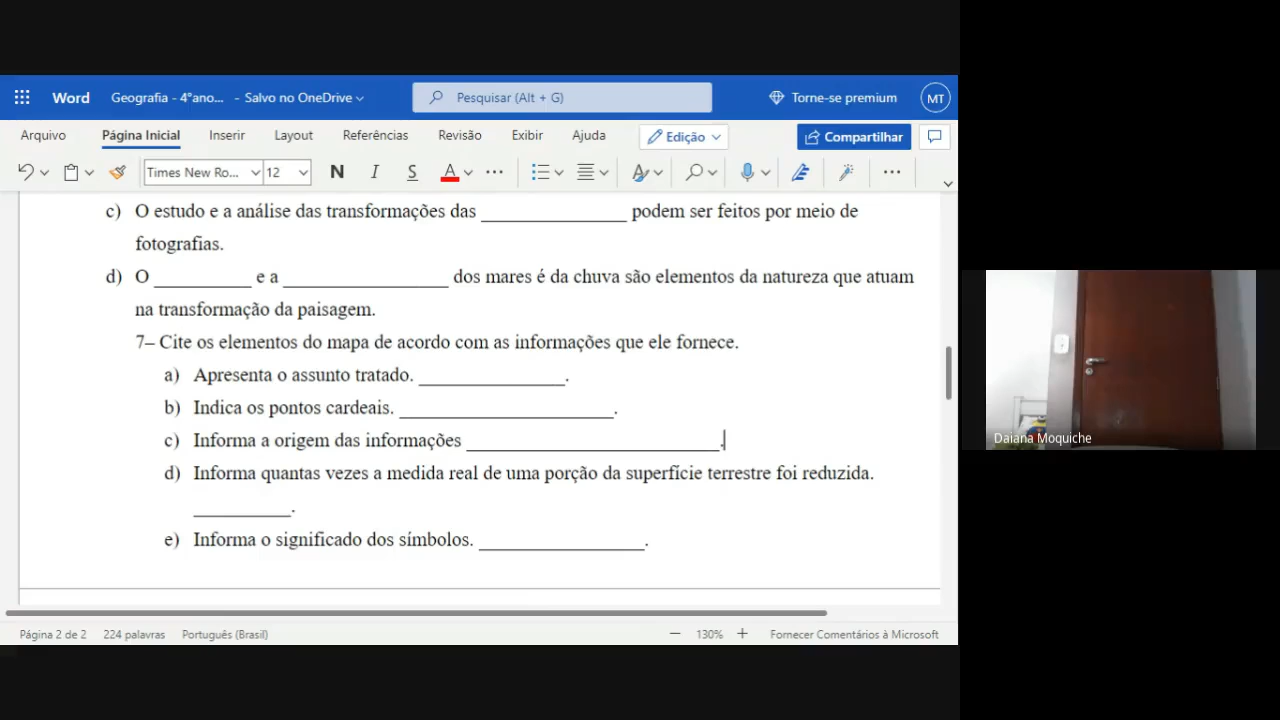 Word Geografia - 4°ano... - Salvo no OneDrive Pesquisar (Alt + G) Torne-se premium MT
Arquivo Página Inicial Inserir Layout Referências Revisão Exibir Ajuda Edição Compartilhar
Times New Ro... 12 N I S A
c) O estudo e a análise das transformações das _______________ podem ser feitos por meio de
fotografias.
d) O __________ e a _________________ dos mares é da chuva são elementos da natureza que atuam
na transformação da paisagem.
7– Cite os elementos do mapa de acordo com as informações que ele fornece.
a) Apresenta o assunto tratado. _______________.
b) Indica os pontos cardeais. ______________________.
c) Informa a origem das informações __________________________.
d) Informa quantas vezes a medida real de uma porção da superfície terrestre foi reduzida.
__________.
e) Informa o significado dos símbolos. _________________.
Página 2 de 2 224 palavras Português (Brasil) 130% Fornecer Comentários à Microsoft
Daiana Moquiche